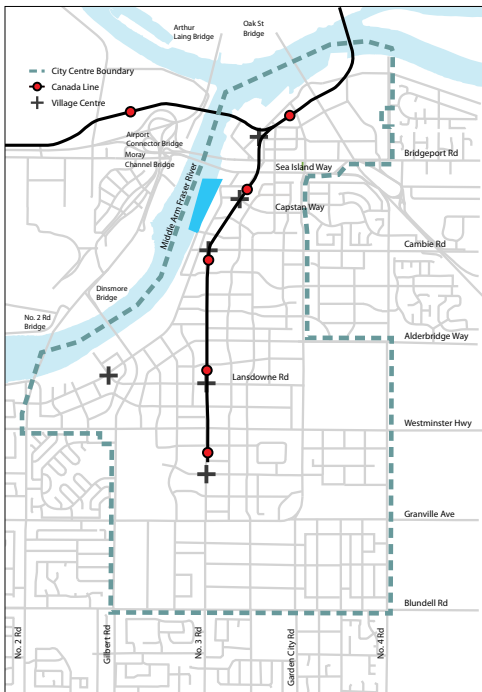 Arthur
Laing Bridge
Oak St
Bridge
City Centre Boundary
Canada Line
Village Centre
Airport
Connector Bridge
Moray
Channel Bridge
Bridgeport Rd
Sea Island Way
Middle Arm Fraser River
Capstan Way
Cambie Rd
Dinsmore
Bridge
No. 2 Rd
Bridge
Alderbridge Way
Lansdowne Rd
Westminster Hwy
Granville Ave
Blundell Rd
No. 2 Rd
Gilbert Rd
No. 3 Rd
Garden City Rd
No. 4 Rd